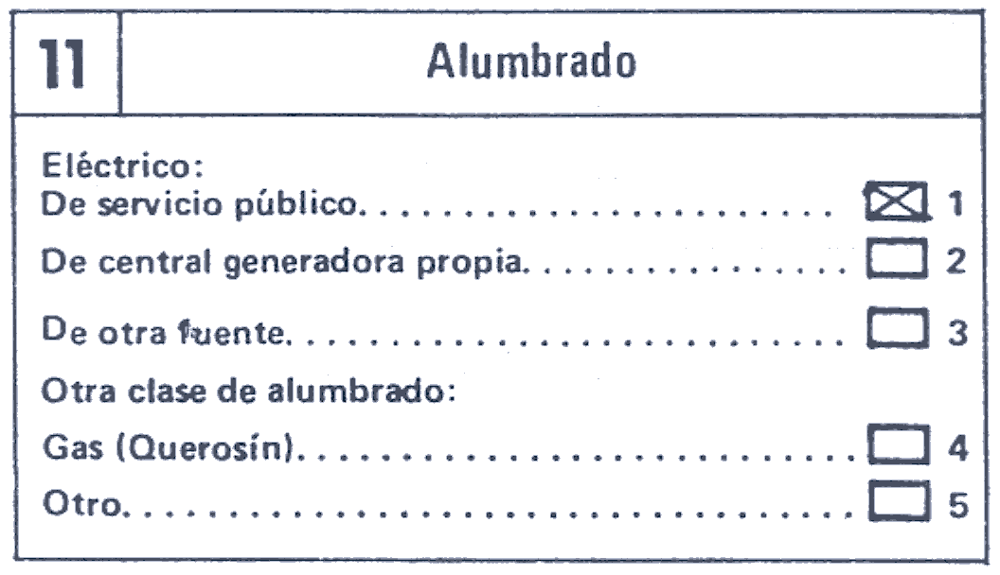 11 Alumbrado
Eléctrico:
De servicio público. . . . . . . . . . . . . . . . . . . . . . . ☒ 1
De central generadora propia. . . . . . . . . . . . . . . . ☐ 2
De otra fuente. . . . . . . . . . . . . . . . . . . . . . . . . . . ☐ 3
Otra clase de alumbrado:
Gas (Querosín). . . . . . . . . . . . . . . . . . . . . . . . . . . ☐ 4
Otro. . . . . . . . . . . . . . . . . . . . . . . . . . . . . . . . . . . ☐ 5